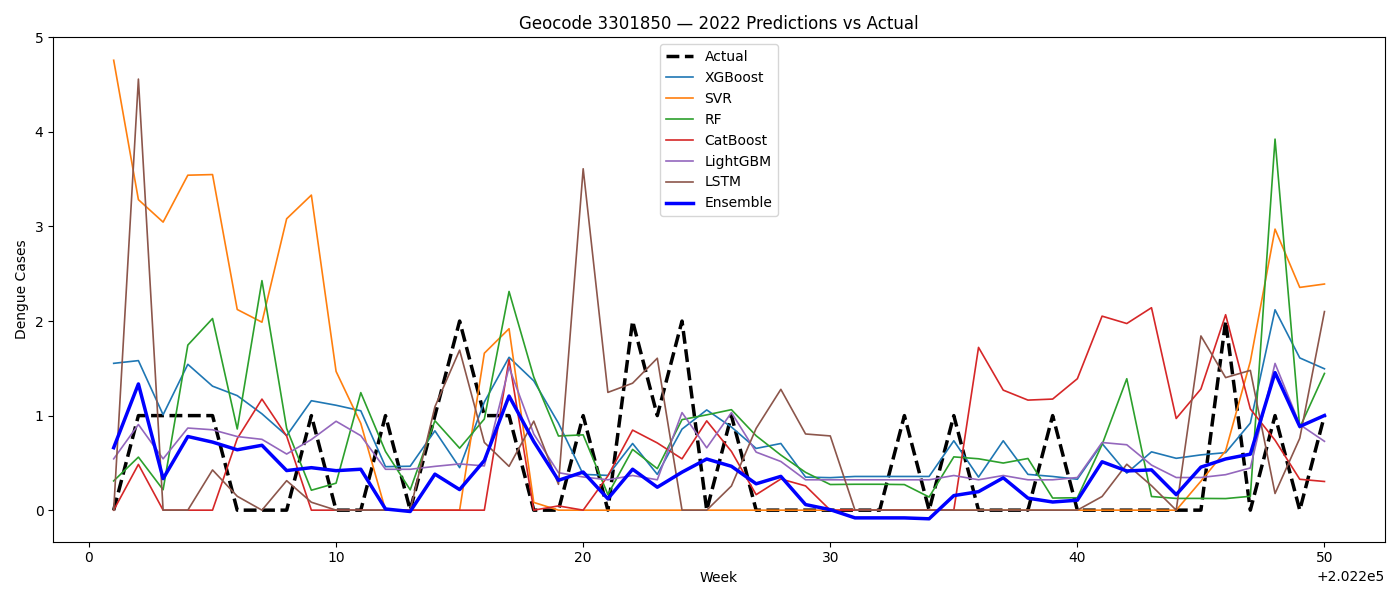 Geocode 3301850 — 2022 Predictions vs Actual
Dengue Cases
5
4
3
2
1
0
Actual
XGBoost
SVR
RF
CatBoost
LightGBM
LSTM
Ensemble
0 10 20 30 40 50
Week
+2.022e5